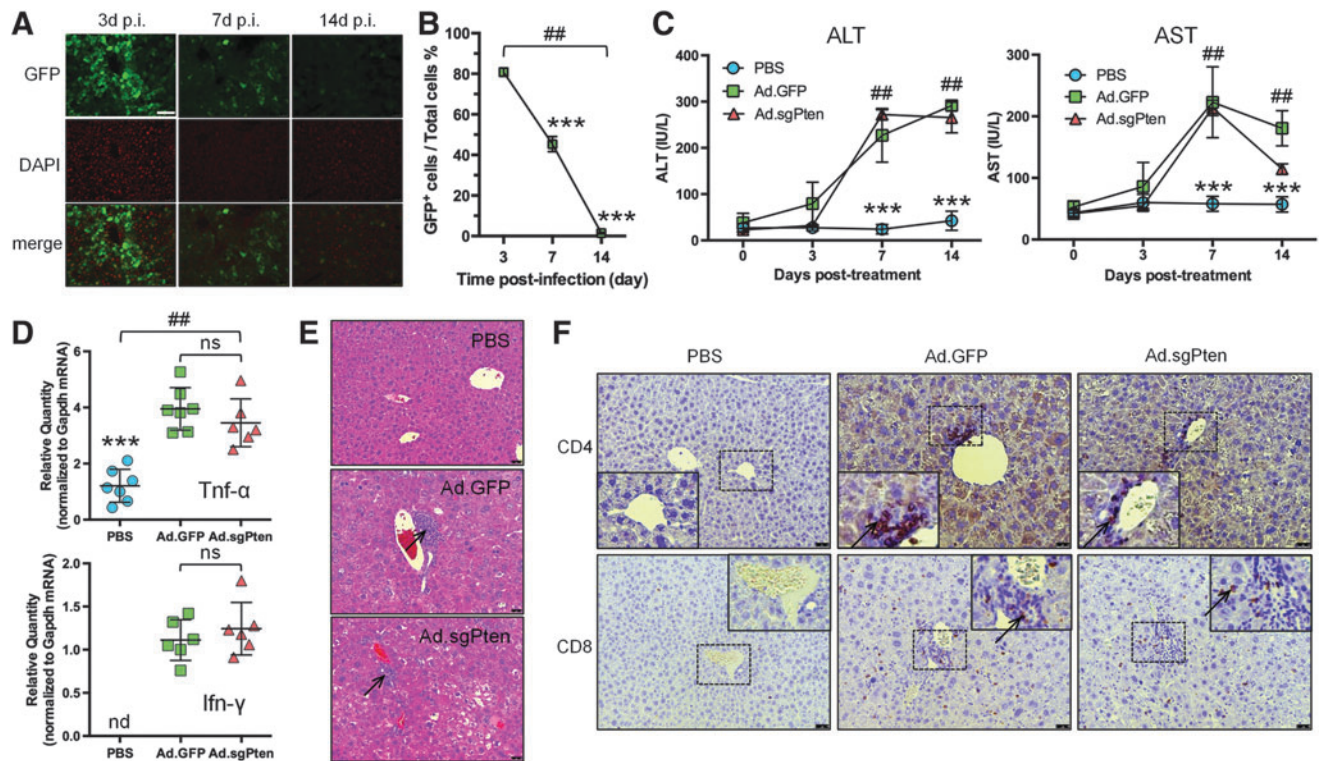 A
3d p.i. 7d p.i. 14d p.i.
GFP
DAPI
merge
B
##
100
80
60
40
20
0
GFP⁺ cells / Total cells %
***
***
3 7 14
Time post-infection (day)
C
ALT
400
300
200
100
0
ALT (IU/L)
PBS
Ad.GFP
Ad.sgPten
## ##
*** ***
0 3 7 14
Days post-treatment
AST
300
200
100
0
AST (IU/L)
PBS
Ad.GFP
Ad.sgPten
##
##
*** ***
0 3 7 14
Days post-treatment
D
##
ns
6
4
2
0
Relative Quantity
(normalized to Gapdh mRNA)
***
Tnf-α
PBS Ad.GFP Ad.sgPten
ns
2.0
1.5
1.0
0.5
0.0
Relative Quantity
(normalized to Gapdh mRNA)
nd
Ifn-γ
PBS Ad.GFP Ad.sgPten
E
PBS
Ad.GFP
Ad.sgPten
F
PBS Ad.GFP Ad.sgPten
CD4
CD8